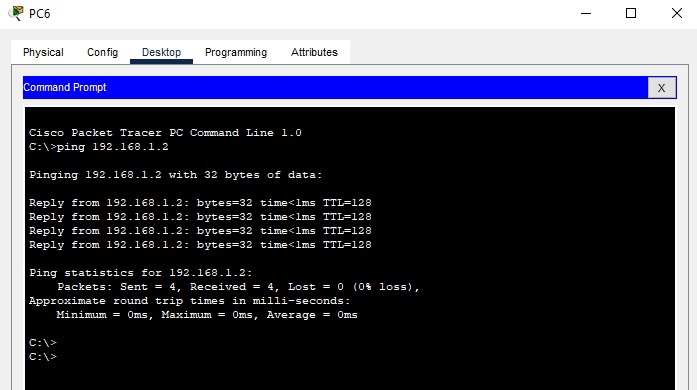 PC6
Physical Config Desktop Programming Attributes
Command Prompt X
Cisco Packet Tracer PC Command Line 1.0
C:\>ping 192.168.1.2
Pinging 192.168.1.2 with 32 bytes of data:
Reply from 192.168.1.2: bytes=32 time<1ms TTL=128
Reply from 192.168.1.2: bytes=32 time<1ms TTL=128
Reply from 192.168.1.2: bytes=32 time<1ms TTL=128
Reply from 192.168.1.2: bytes=32 time<1ms TTL=128
Ping statistics for 192.168.1.2:
Packets: Sent = 4, Received = 4, Lost = 0 (0% loss),
Approximate round trip times in milli-seconds:
Minimum = 0ms, Maximum = 0ms, Average = 0ms
C:\>
C:\>